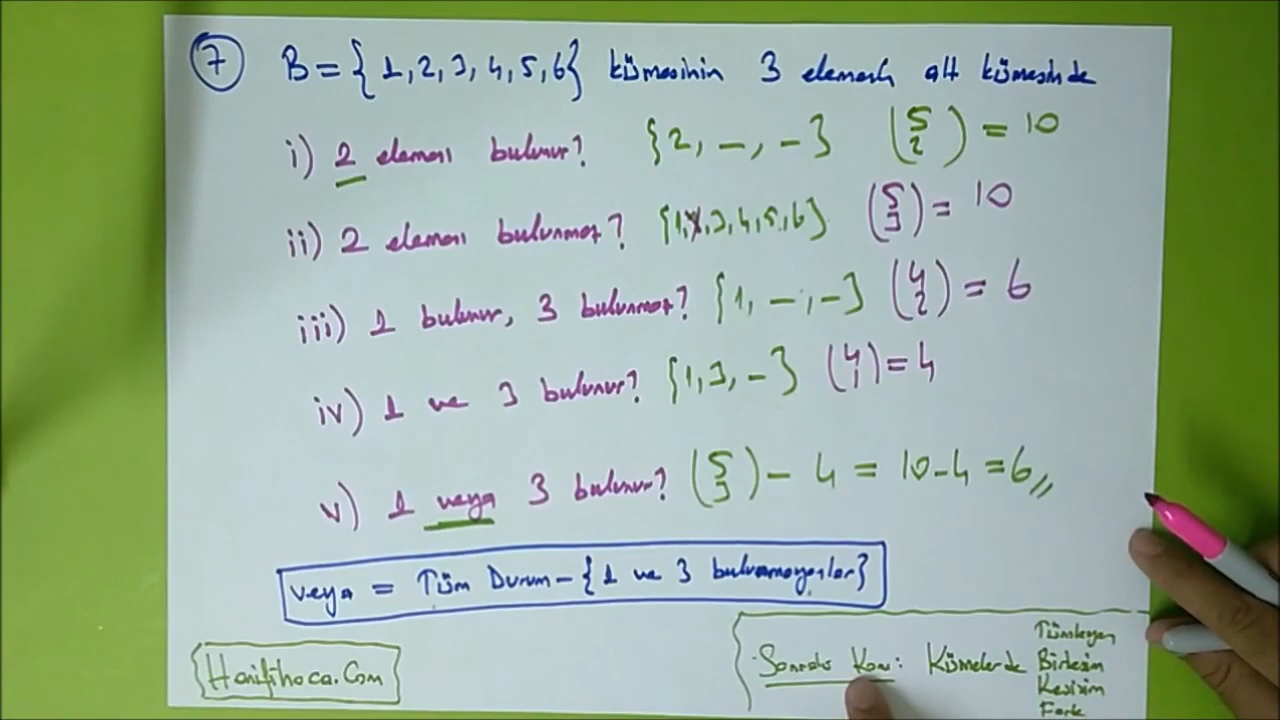 7 B = {1, 2, 3, 4, 5, 6} kümesinin 3 elemanlı alt kümesinde
i) 2 elemanı bulunur? {2, –, –} (5 2) = 10
ii) 2 elemanı bulunmaz? {1, 2, 3, 4, 5, 6} (5 3) = 10
iii) 1 bulunur, 3 bulunmaz? {1, –, –} (4 2) = 6
iv) 1 ve 3 bulunur? {1, 3, –} (4 1) = 4
v) 1 veya 3 bulunur? (5 3) – 4 = 10 – 4 = 6,,
veya = Tüm Durum – {1 ve 3 bulunmayanlar}
Hanifihoca.Com
Sonraki Konu: Kümelerde
Tümleyen
Birleşim
Kesişim
Fark